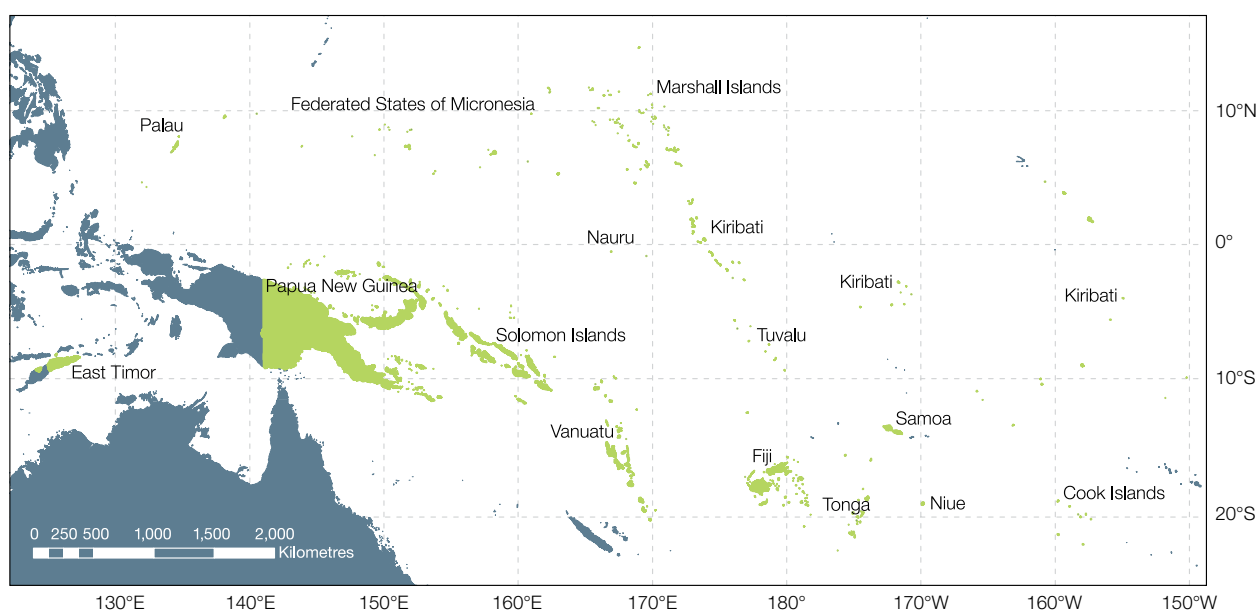 Marshall Islands
Federated States of Micronesia
10°N
Palau
Kiribati
Nauru
0°
Papua New Guinea
Kiribati
Kiribati
Solomon Islands
Tuvalu
East Timor
10°S
Samoa
Vanuatu
Fiji
Cook Islands
Tonga
Niue
20°S
0 250 500 1,000 1,500 2,000
Kilometres
130°E 140°E 150°E 160°E 170°E 180° 170°W 160°W 150°W